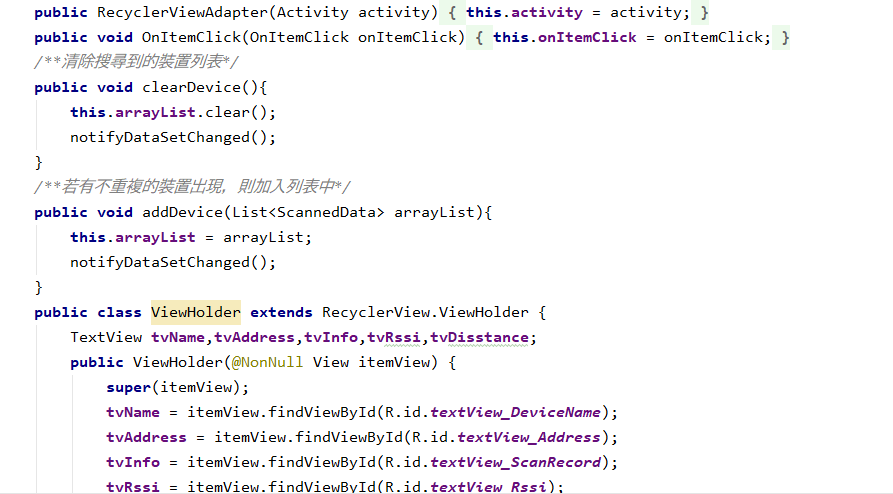 public RecyclerViewAdapter(Activity activity) { this.activity = activity; }
public void OnItemClick(OnItemClick onItemClick) { this.onItemClick = onItemClick; }
/**清除搜尋到的裝置列表*/
public void clearDevice(){
this.arrayList.clear();
notifyDataSetChanged();
}
/**若有不重複的裝置出現，則加入列表中*/
public void addDevice(List<ScannedData> arrayList){
this.arrayList = arrayList;
notifyDataSetChanged();
}
public class ViewHolder extends RecyclerView.ViewHolder {
TextView tvName,tvAddress,tvInfo,tvRssi,tvDisstance;
public ViewHolder(@NonNull View itemView) {
super(itemView);
tvName = itemView.findViewById(R.id.textView_DeviceName);
tvAddress = itemView.findViewById(R.id.textView_Address);
tvInfo = itemView.findViewById(R.id.textView_ScanRecord);
tvRssi = itemView.findViewById(R.id.textView_Rssi);